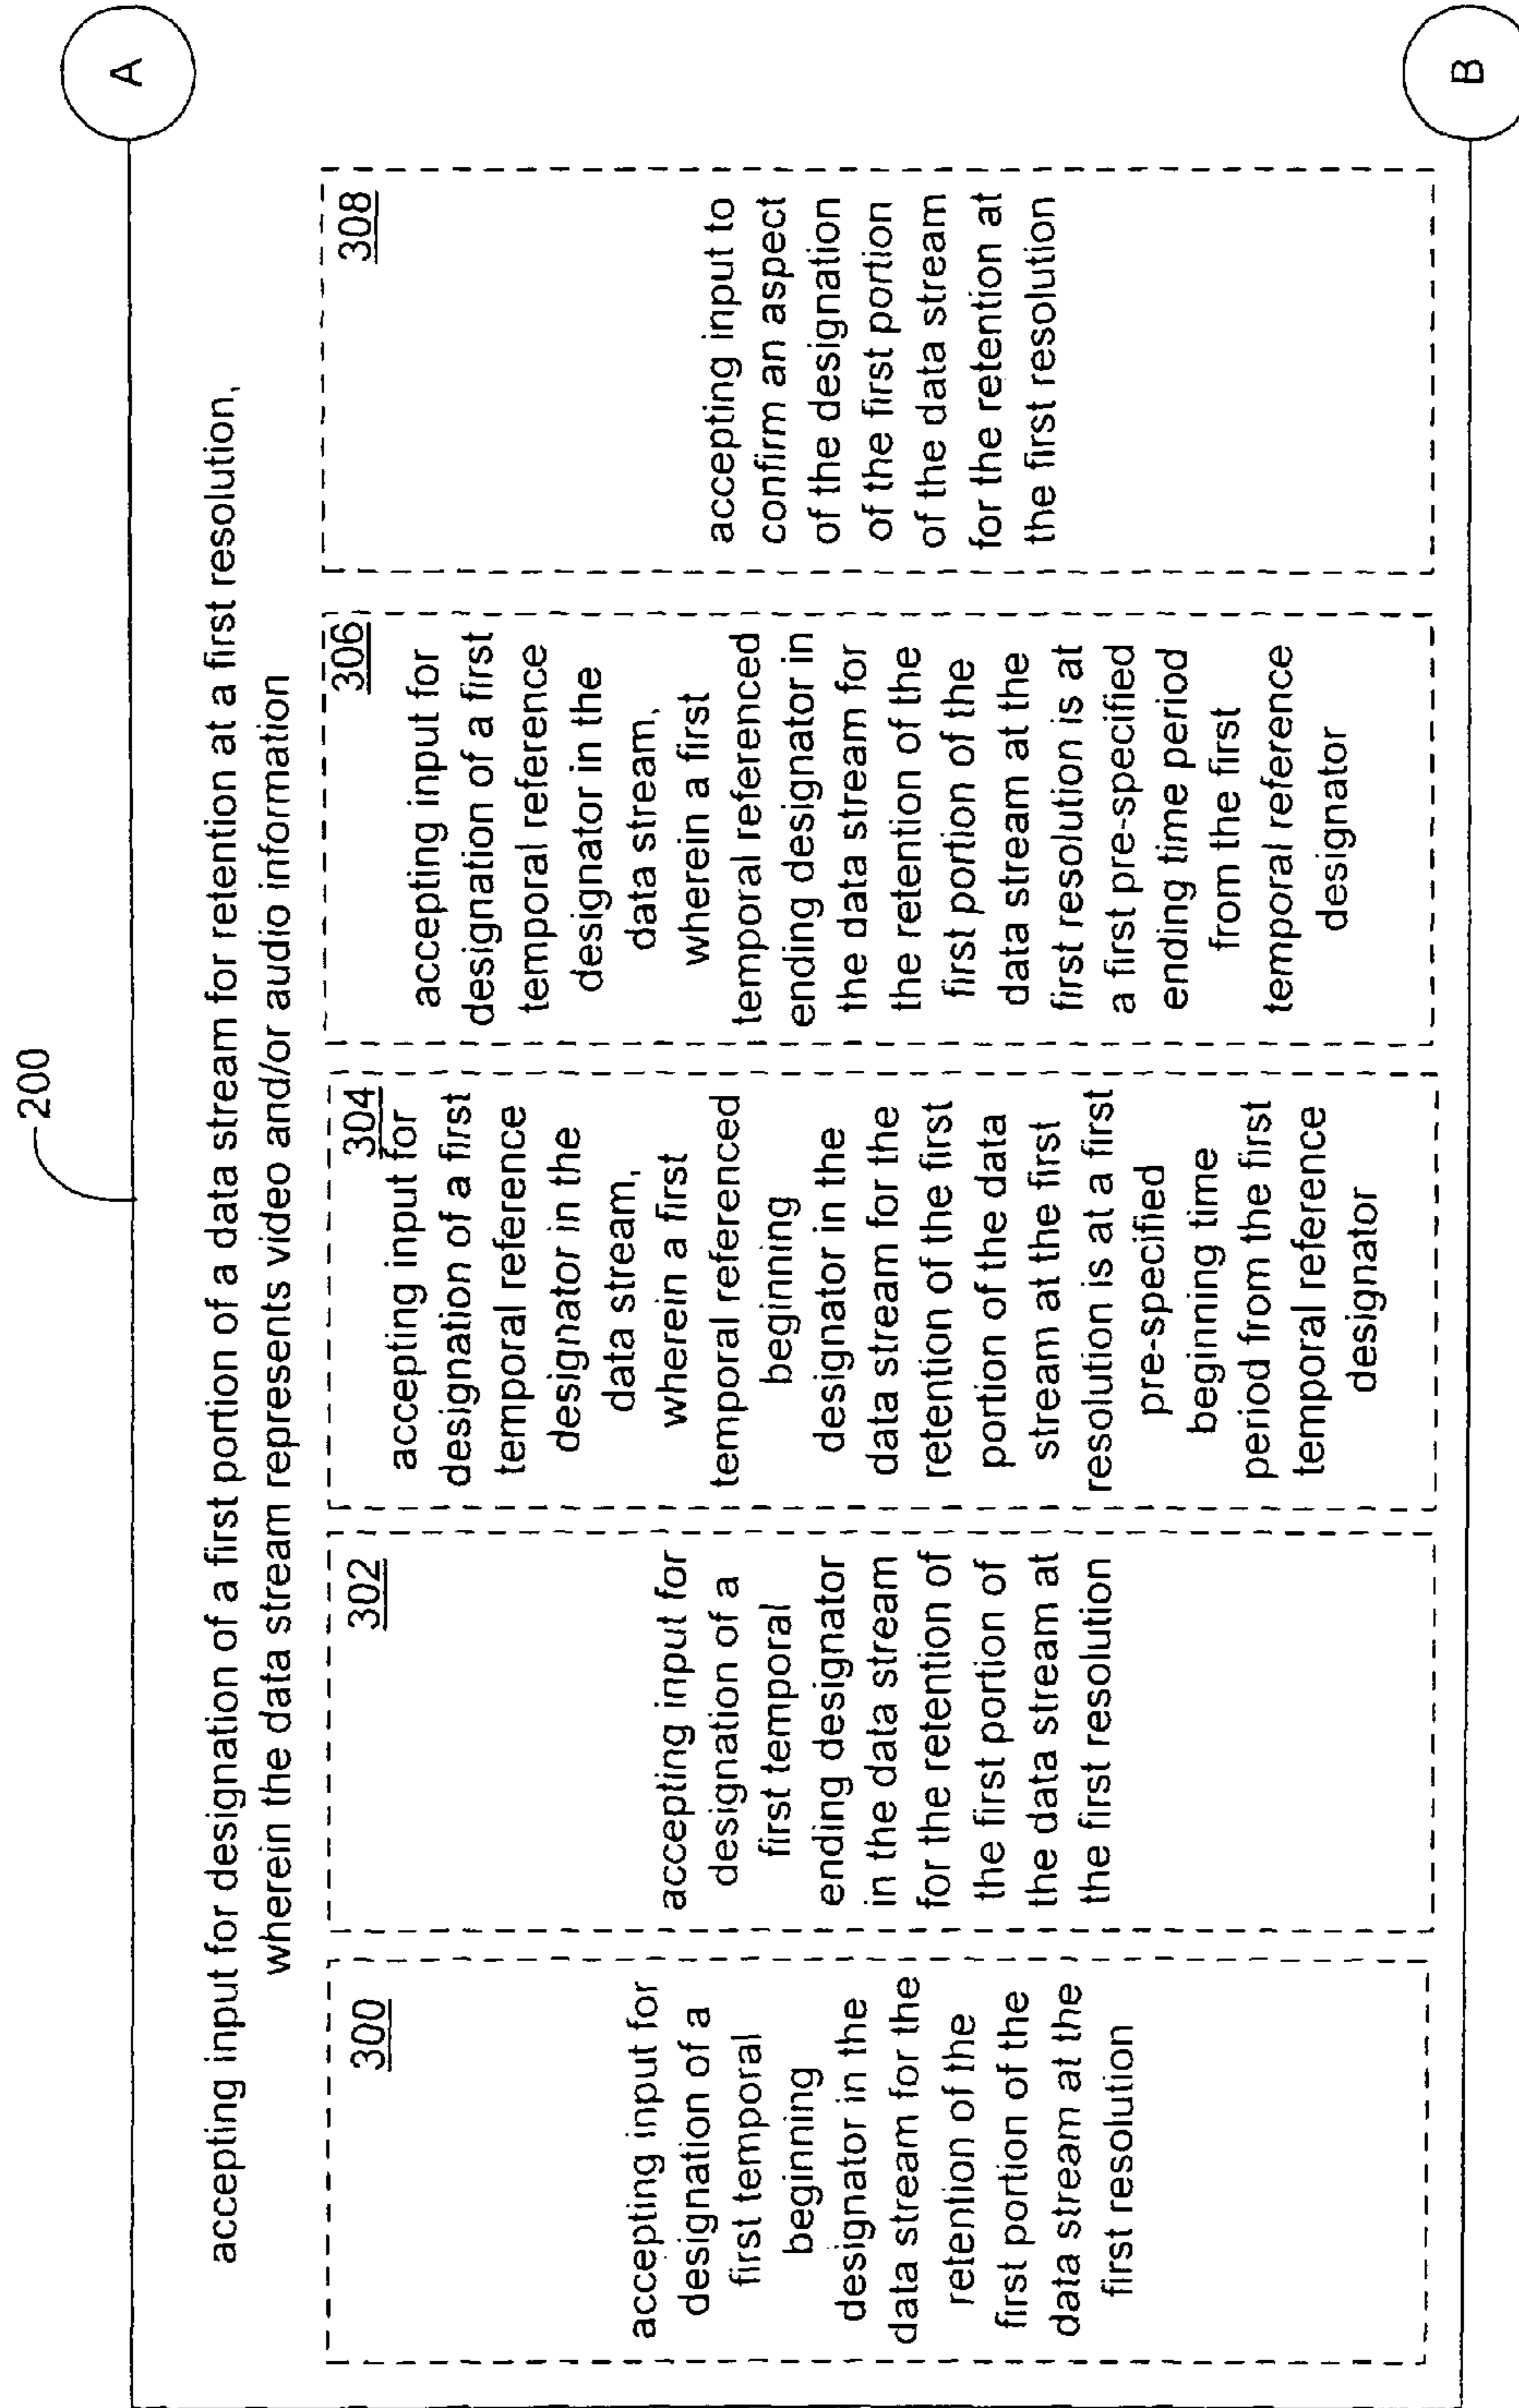 200
A
accepting input for designation of a first portion of a data stream for retention at a first resolution,
wherein the data stream represents video and/or audio information
300
accepting input for
designation of a
first temporal
beginning
designator in the
data stream for the
retention of the
first portion of the
data stream at the
first resolution
302
accepting input for
designation of a
first temporal
ending designator
in the data stream
for the retention of
the first portion of
the data stream at
the first resolution
304
accepting input for
designation of a first
temporal reference
designator in the
data stream,
wherein a first
temporal referenced
beginning
designator in the
data stream for the
retention of the first
portion of the data
stream at the first
resolution is at a first
pre-specified
beginning time
period from the first
temporal reference
designator
306
accepting input for
designation of a first
temporal reference
designator in the
data stream,
wherein a first
temporal referenced
ending designator in
the data stream for
the retention of the
first portion of the
data stream at the
first resolution is at
a first pre-specified
ending time period
from the first
temporal reference
designator
308
accepting input to
confirm an aspect
of the designation
of the first portion
of the data stream
for the retention at
the first resolution
B